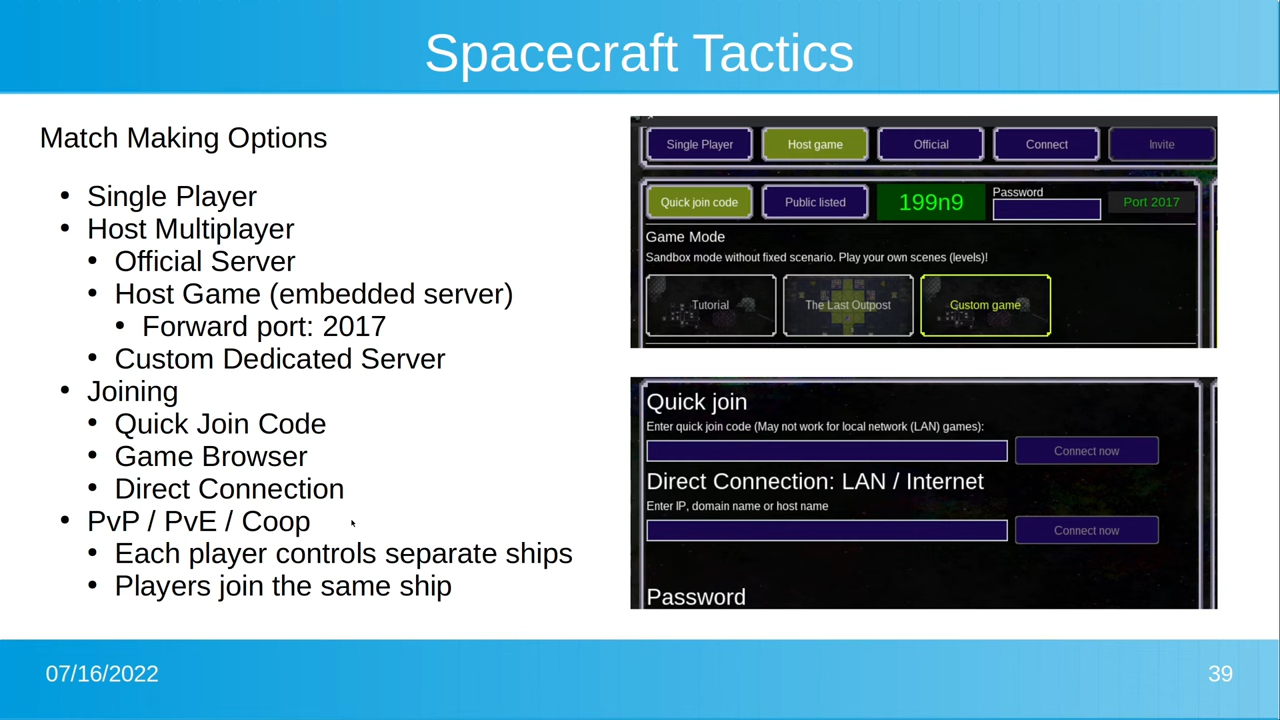 Spacecraft Tactics
Match Making Options
• Single Player
• Host Multiplayer
• Official Server
• Host Game (embedded server)
• Forward port: 2017
• Custom Dedicated Server
• Joining
• Quick Join Code
• Game Browser
• Direct Connection
• PvP / PvE / Coop
• Each player controls separate ships
• Players join the same ship
Single Player Host game Official Connect Invite
Quick join code Public listed 199n9 Password Port 2017
Game Mode
Sandbox mode without fixed scenario. Play your own scenes (levels)!
Tutorial The Last Outpost Custom game
Quick join
Enter quick join code (May not work for local network (LAN) games):
Connect now
Direct Connection: LAN / Internet
Enter IP, domain name or host name
Connect now
Password
07/16/2022 39